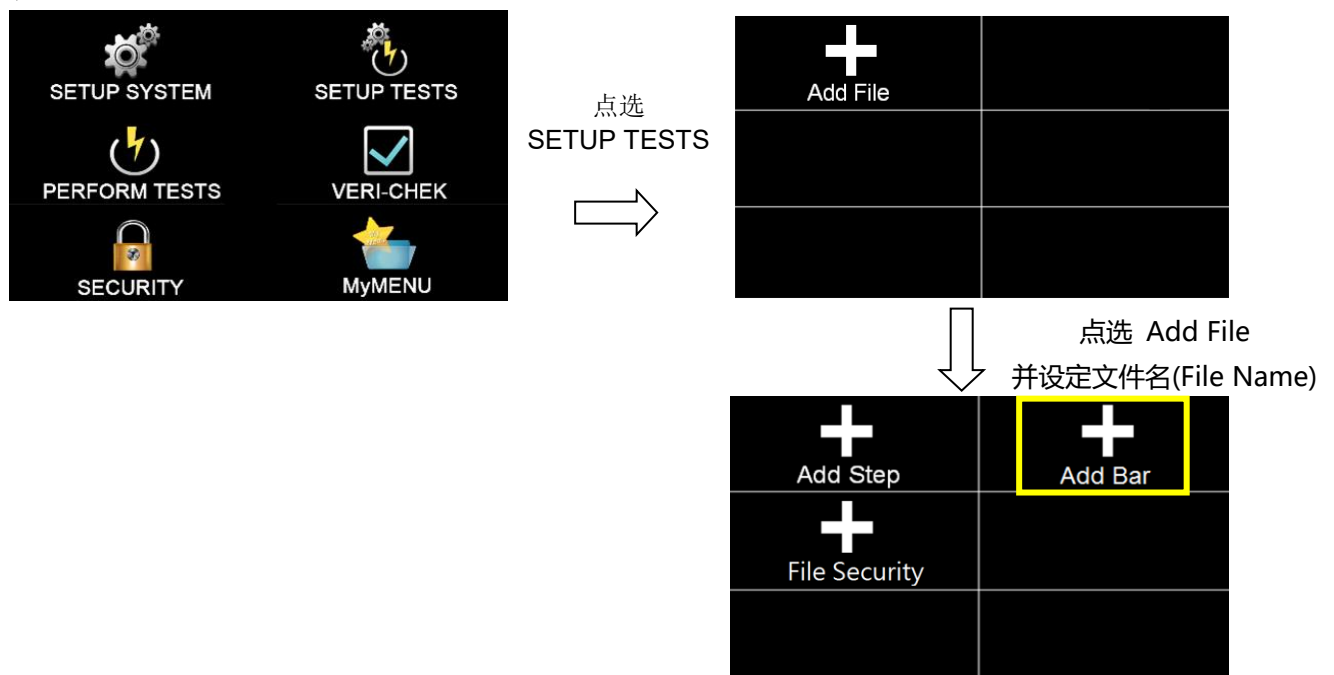 SETUP SYSTEM
SETUP TESTS
PERFORM TESTS
VERI-CHEK
SECURITY
MyMENU
点选
SETUP TESTS
Add File
点选 Add File
并设定文件名(File Name)
Add Step
Add Bar
File Security